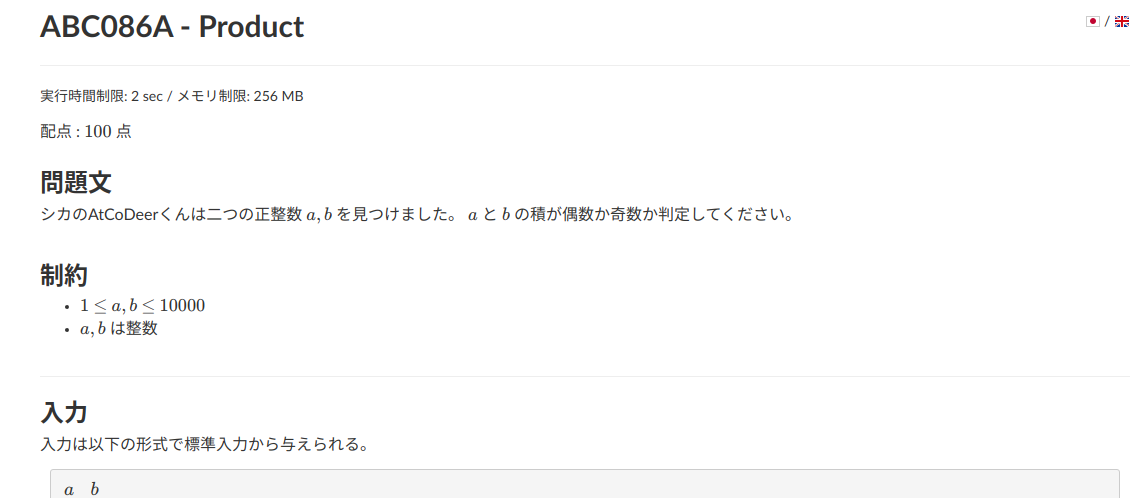 ABC086A - Product
/
実行時間制限: 2 sec / メモリ制限: 256 MB
配点 : 100 点
問題文
シカのAtCoDeerくんは二つの正整数 a, b を見つけました。 a と b の積が偶数か奇数か判定してください。
制約
• 1 ≤ a, b ≤ 10000
• a, b は整数
入力
入力は以下の形式で標準入力から与えられる。
a b